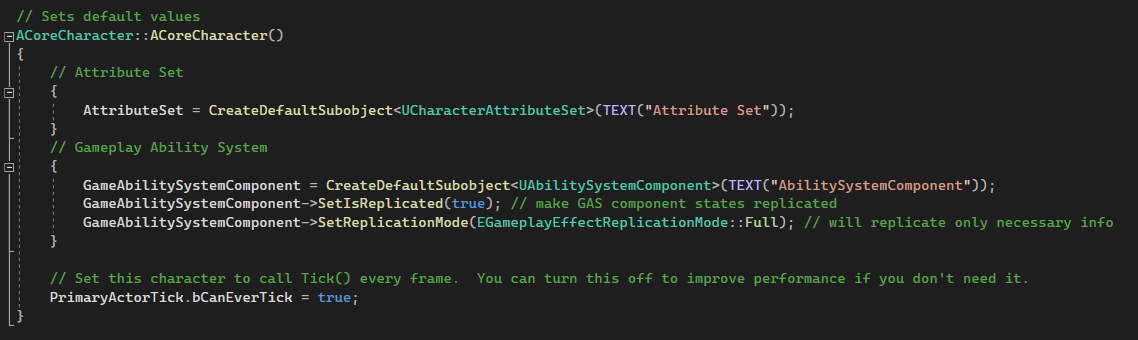 // Sets default values
ACoreCharacter::ACoreCharacter()
{
// Attribute Set
{
AttributeSet = CreateDefaultSubobject<UCharacterAttributeSet>(TEXT("Attribute Set"));
}
// Gameplay Ability System
{
GameAbilitySystemComponent = CreateDefaultSubobject<UAbilitySystemComponent>(TEXT("AbilitySystemComponent"));
GameAbilitySystemComponent->SetIsReplicated(true); // make GAS component states replicated
GameAbilitySystemComponent->SetReplicationMode(EGameplayEffectReplicationMode::Full); // will replicate only necessary info
}
// Set this character to call Tick() every frame.  You can turn this off to improve performance if you don't need it.
PrimaryActorTick.bCanEverTick = true;
}